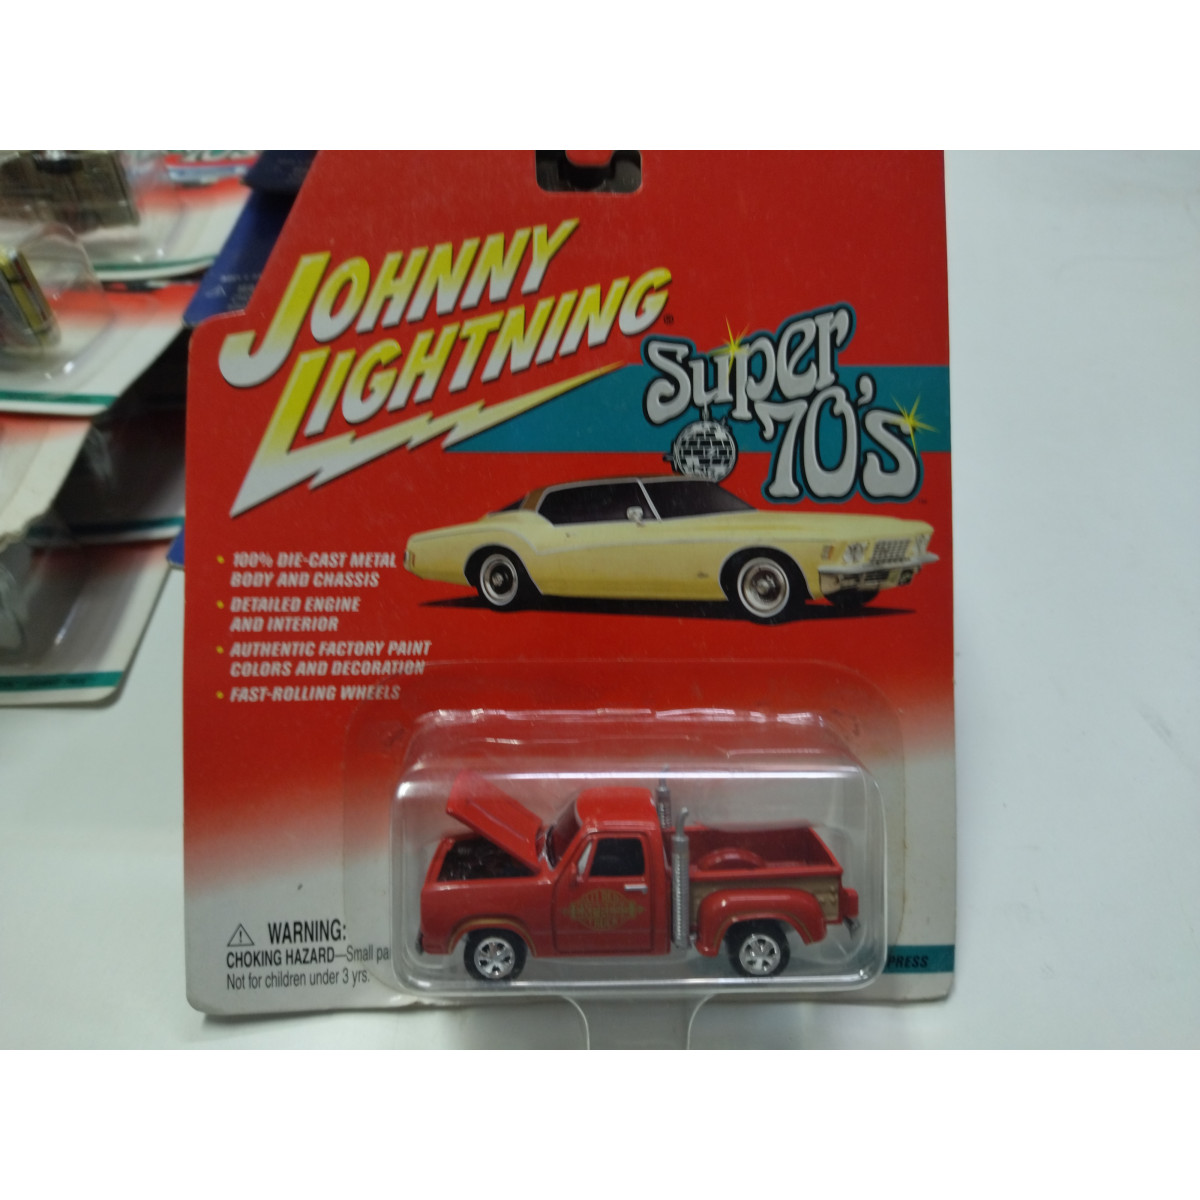 JOHNNY
LIGHTNING®
Super
'70's
• 100% DIE-CAST METAL
BODY AND CHASSIS
• DETAILED ENGINE
AND INTERIOR
• AUTHENTIC FACTORY PAINT
COLORS AND DECORATION
• FAST-ROLLING WHEELS
WARNING:
CHOKING HAZARD—Small pa
Not for children under 3 yrs.
PRESS